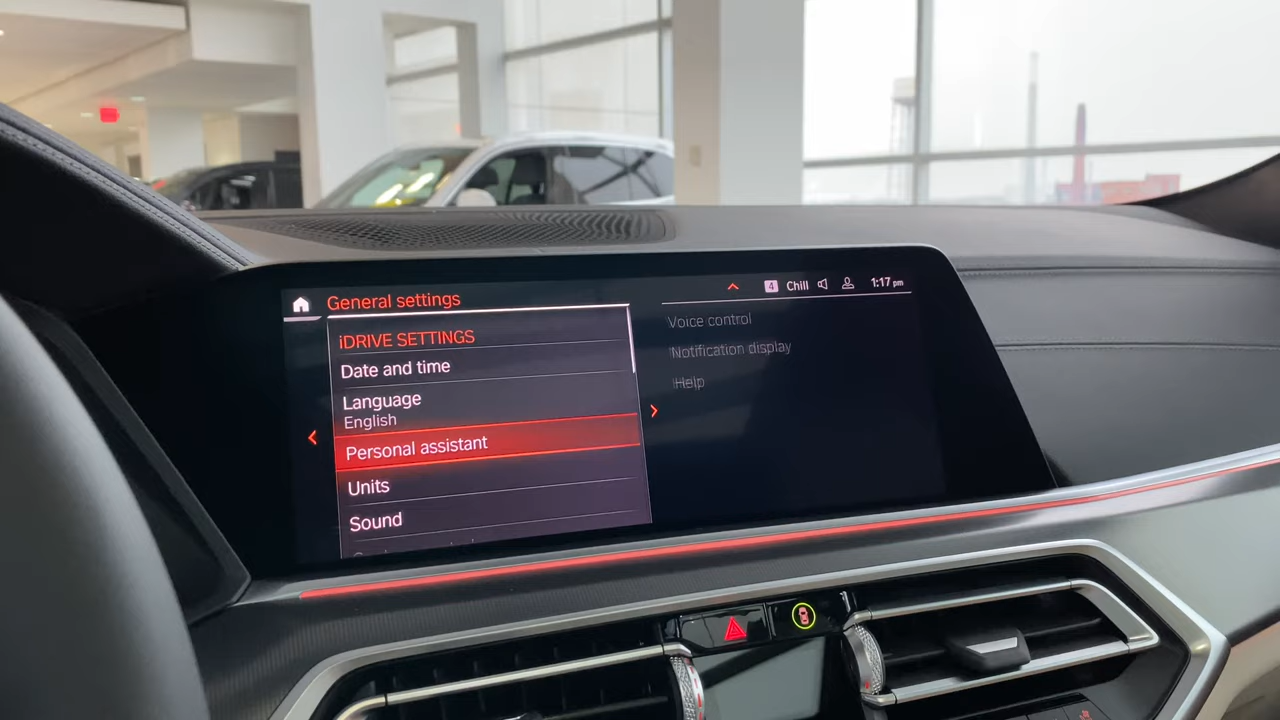 General settings
4 Chill 1:17 pm
iDRIVE SETTINGS
Date and time
Language
English
Personal assistant
Units
Sound
Voice control
Notification display
Help